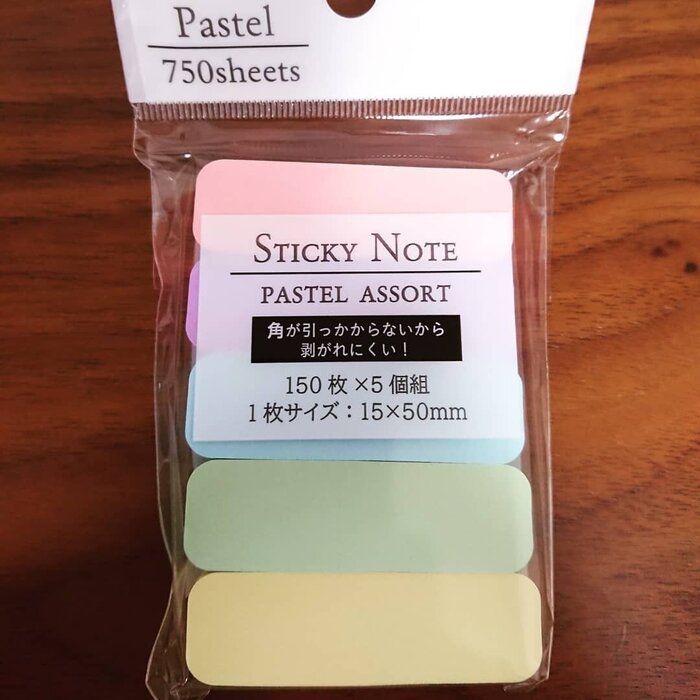 Pastel
750sheets
STICKY NOTE
PASTEL ASSORT
角が引っかからないから
剥がれにくい！
150枚×5個組
1枚サイズ：15×50mm